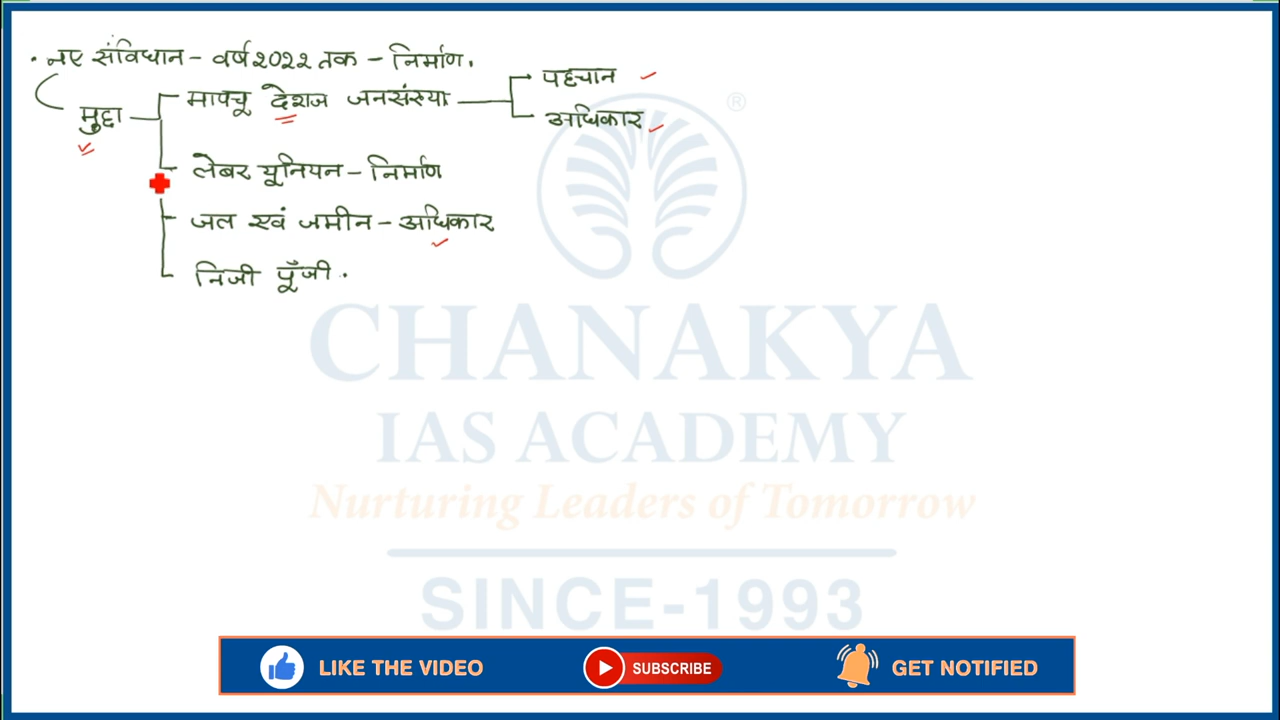 · नए संविधान - वर्ष 2022 तक - निर्माण.
मुद्दा
मापचू देशज जनसंख्या
पहचान
अधिकार
लेबर यूनियन - निर्माण
जल एवं जमीन - अधिकार
निजी पूँजी.
®
CHANAKYA
IAS ACADEMY
Nurturing Leaders of Tomorrow
SINCE-1993
LIKE THE VIDEO
SUBSCRIBE
GET NOTIFIED